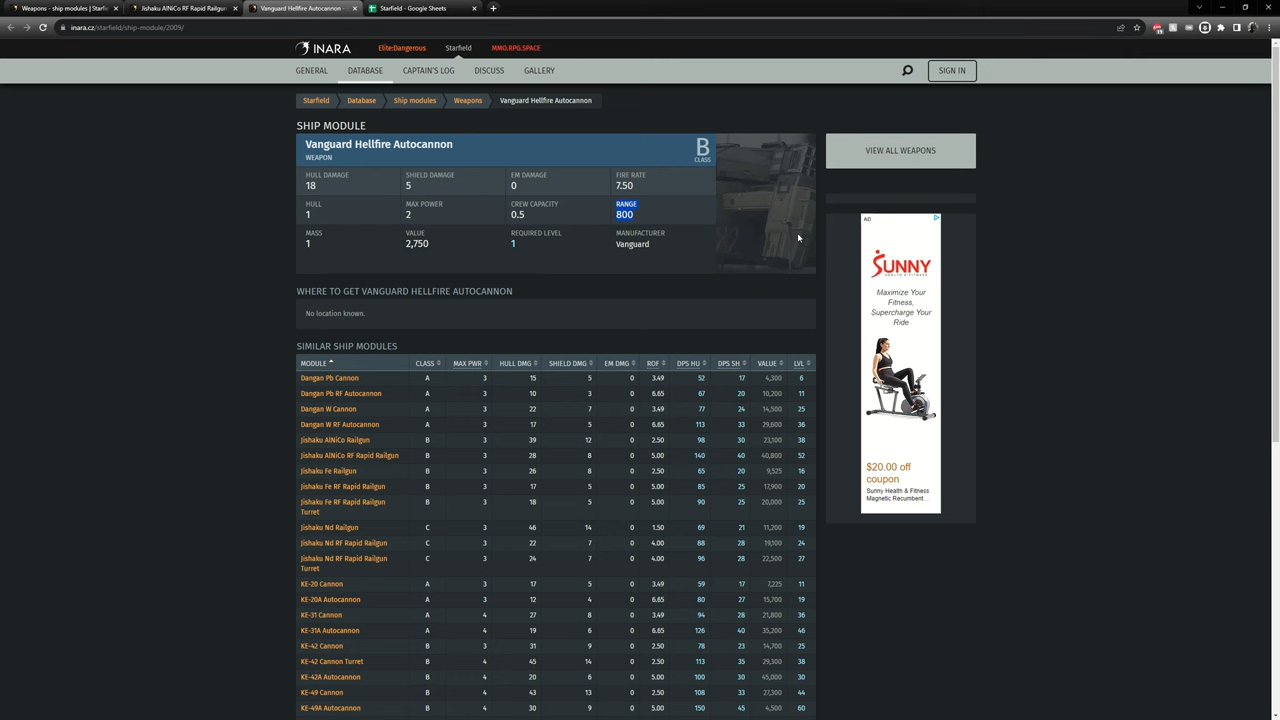 Weapons - ship modules | Starfield
Jishaku AlNiCo RF Rapid Railgun
Vanguard Hellfire Autocannon -
Starfield - Google Sheets
inara.cz/starfield/ship-module/2009/
INARA
Elite:Dangerous
Starfield
MMO.RPG.SPACE
GENERAL
DATABASE
CAPTAIN'S LOG
DISCUSS
GALLERY
SIGN IN
Starfield
Database
Ship modules
Weapons
Vanguard Hellfire Autocannon
SHIP MODULE
Vanguard Hellfire Autocannon
WEAPON
B
CLASS
HULL DAMAGE SHIELD DAMAGE EM DAMAGE FIRE RATE
18 5 0 7.50
HULL MAX POWER CREW CAPACITY RANGE
1 2 0.5 800
MASS VALUE REQUIRED LEVEL MANUFACTURER
1 2,750 1 Vanguard
VIEW ALL WEAPONS
WHERE TO GET VANGUARD HELLFIRE AUTOCANNON
No location known.
SIMILAR SHIP MODULES
MODULE CLASS MAX PWR HULL DMG SHIELD DMG EM DMG ROF DPS HU DPS SH VALUE LVL
Dangan Pb Cannon A 3 15 5 0 3.49 52 17 4,300 6
Dangan Pb RF Autocannon A 3 10 3 0 6.65 67 20 10,200 11
Dangan W Cannon A 3 22 7 0 3.49 77 24 14,500 25
Dangan W RF Autocannon A 3 17 5 0 6.65 113 33 29,600 36
Jishaku AlNiCo Railgun B 3 39 12 0 2.50 98 30 23,100 38
Jishaku AlNiCo RF Rapid Railgun B 3 28 8 0 5.00 140 40 40,800 52
Jishaku Fe Railgun B 3 26 8 0 2.50 65 20 9,525 16
Jishaku Fe RF Rapid Railgun B 3 17 5 0 5.00 85 25 17,900 20
Jishaku Fe RF Rapid Railgun B 3 18 5 0 5.00 90 25 20,000 25
Turret
Jishaku Nd Railgun C 3 46 14 0 1.50 69 21 11,200 19
Jishaku Nd RF Rapid Railgun C 3 22 7 0 4.00 88 28 19,100 24
Jishaku Nd RF Rapid Railgun C 3 24 7 0 4.00 96 28 22,500 27
Turret
KE-20 Cannon A 3 17 5 0 3.49 59 17 7,225 11
KE-20A Autocannon A 3 12 4 0 6.65 80 27 15,700 19
KE-31 Cannon A 4 27 8 0 3.49 94 28 21,800 36
KE-31A Autocannon A 4 19 6 0 6.65 126 40 35,200 46
KE-42 Cannon B 3 31 9 0 2.50 78 23 14,700 25
KE-42 Cannon Turret B 4 45 14 0 2.50 113 35 29,300 38
KE-42A Autocannon B 4 20 6 0 5.00 100 30 45,000 30
KE-49 Cannon B 4 43 13 0 2.50 108 33 27,300 44
KE-49A Autocannon B 4 30 9 0 5.00 150 45 4,500 60
AD
SUNNY
HEALTH & FITNESS
Maximize Your
Fitness,
Supercharge Your
Ride
$20.00 off
coupon
Sunny Health & Fitness
Magnetic Recumbent...